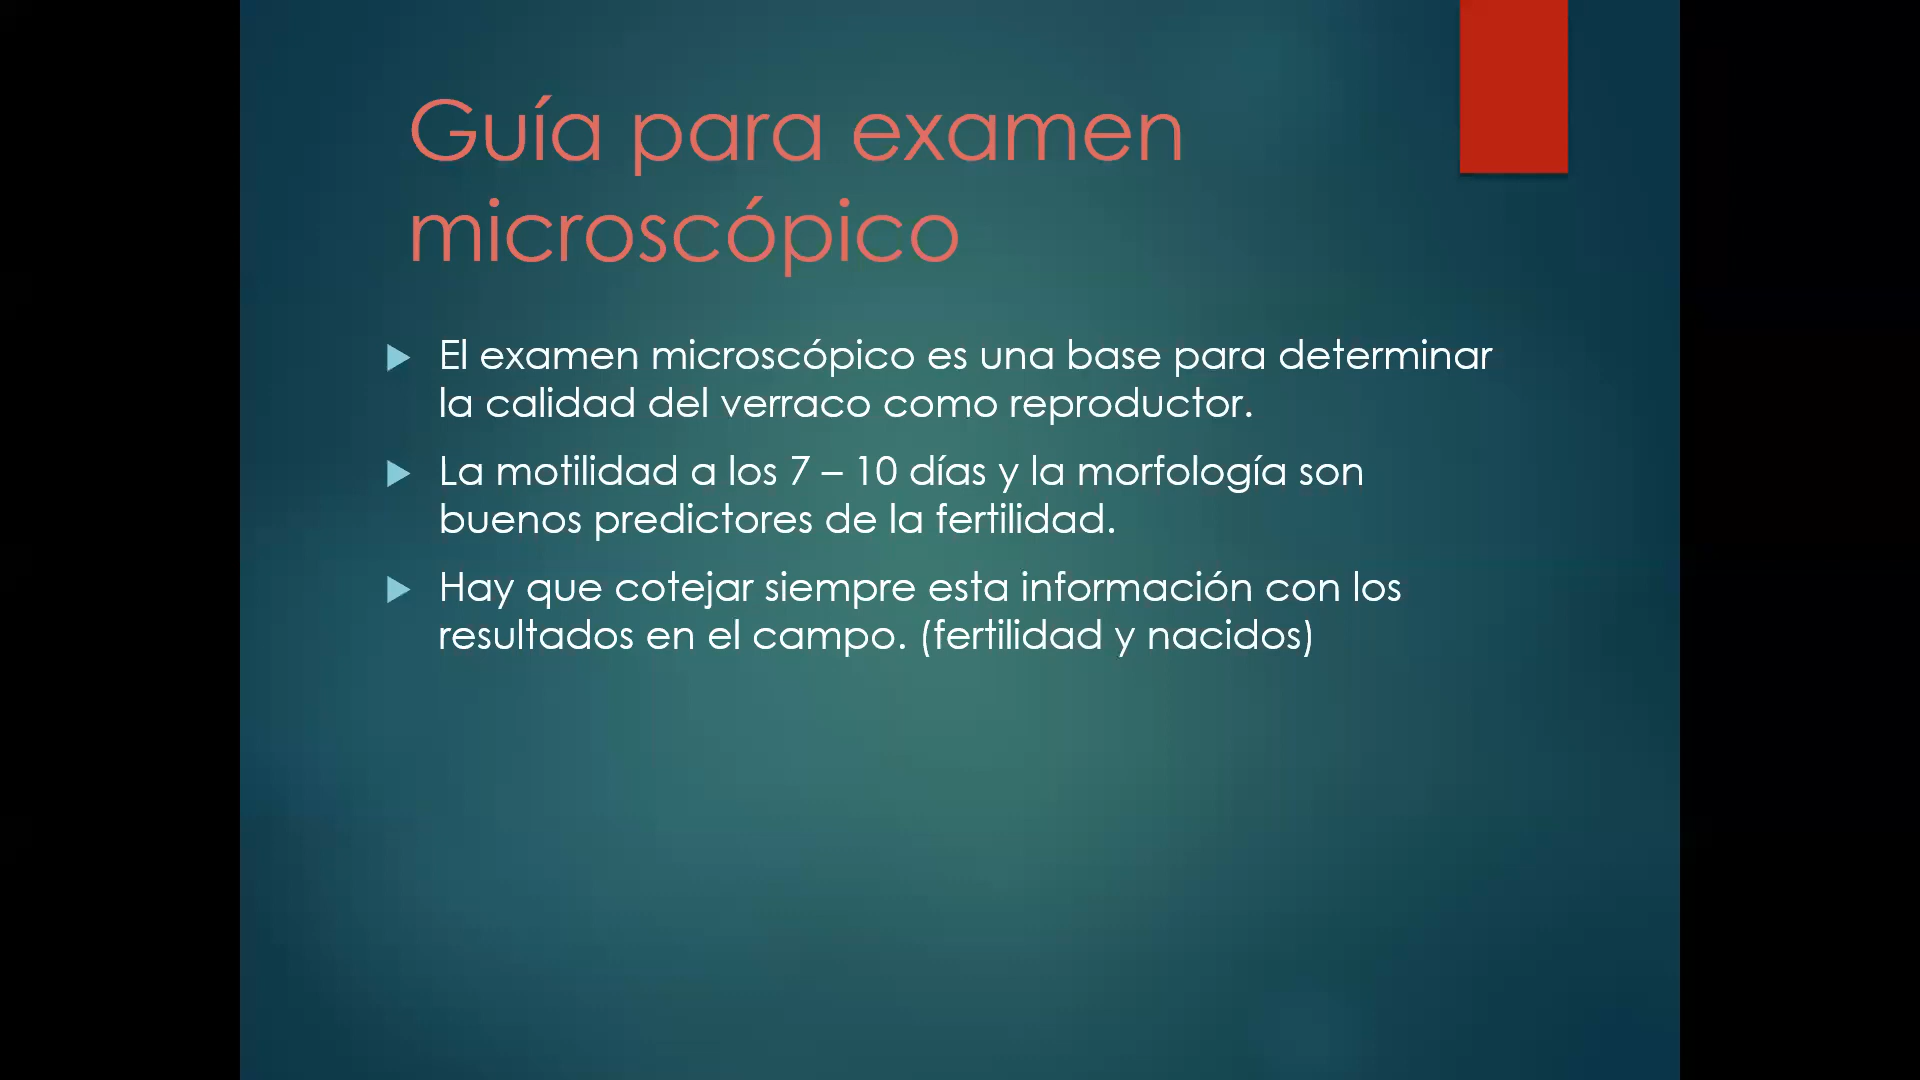 Guía para examen
microscópico
El examen microscópico es una base para determinar
la calidad del verraco como reproductor.
La motilidad a los 7 – 10 días y la morfología son
buenos predictores de la fertilidad.
Hay que cotejar siempre esta información con los
resultados en el campo. (fertilidad y nacidos)